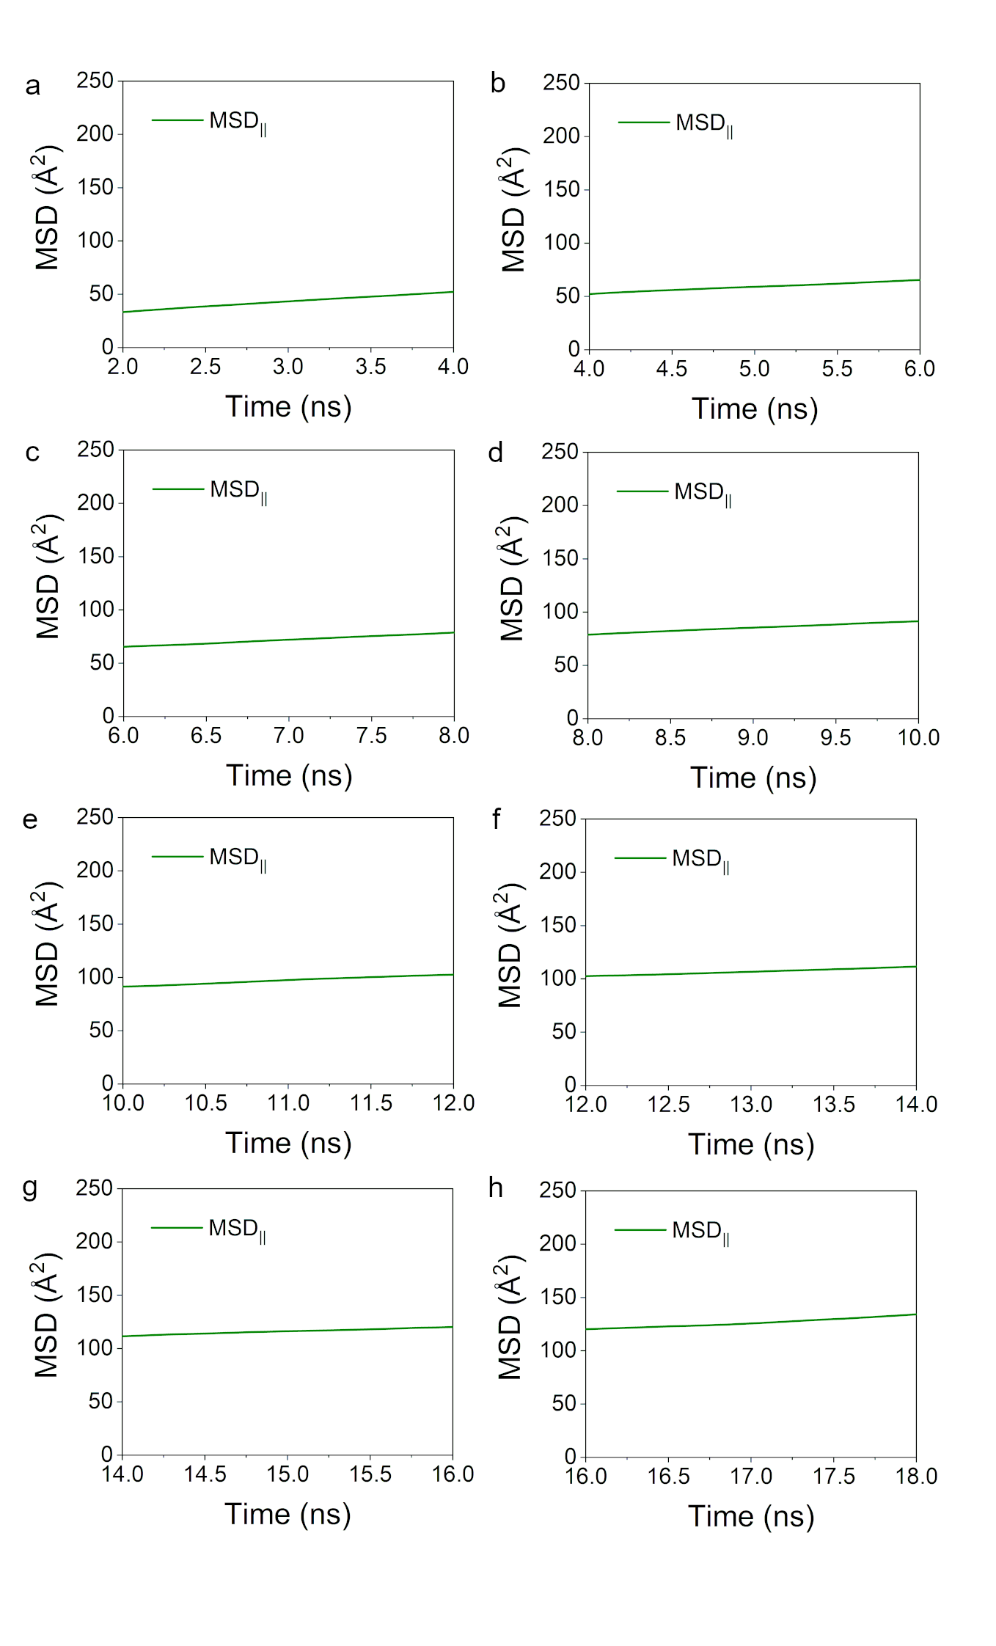 a
250
200
150
100
50
0
MSD (Å²)
MSD||
2.0 2.5 3.0 3.5 4.0
Time (ns)
b
250
200
150
100
50
0
MSD (Å²)
MSD||
4.0 4.5 5.0 5.5 6.0
Time (ns)
c
250
200
150
100
50
0
MSD (Å²)
MSD||
6.0 6.5 7.0 7.5 8.0
Time (ns)
d
250
200
150
100
50
0
MSD (Å²)
MSD||
8.0 8.5 9.0 9.5 10.0
Time (ns)
e
250
200
150
100
50
0
MSD (Å²)
MSD||
10.0 10.5 11.0 11.5 12.0
Time (ns)
f
250
200
150
100
50
0
MSD (Å²)
MSD||
12.0 12.5 13.0 13.5 14.0
Time (ns)
g
250
200
150
100
50
0
MSD (Å²)
MSD||
14.0 14.5 15.0 15.5 16.0
Time (ns)
h
250
200
150
100
50
0
MSD (Å²)
MSD||
16.0 16.5 17.0 17.5 18.0
Time (ns)